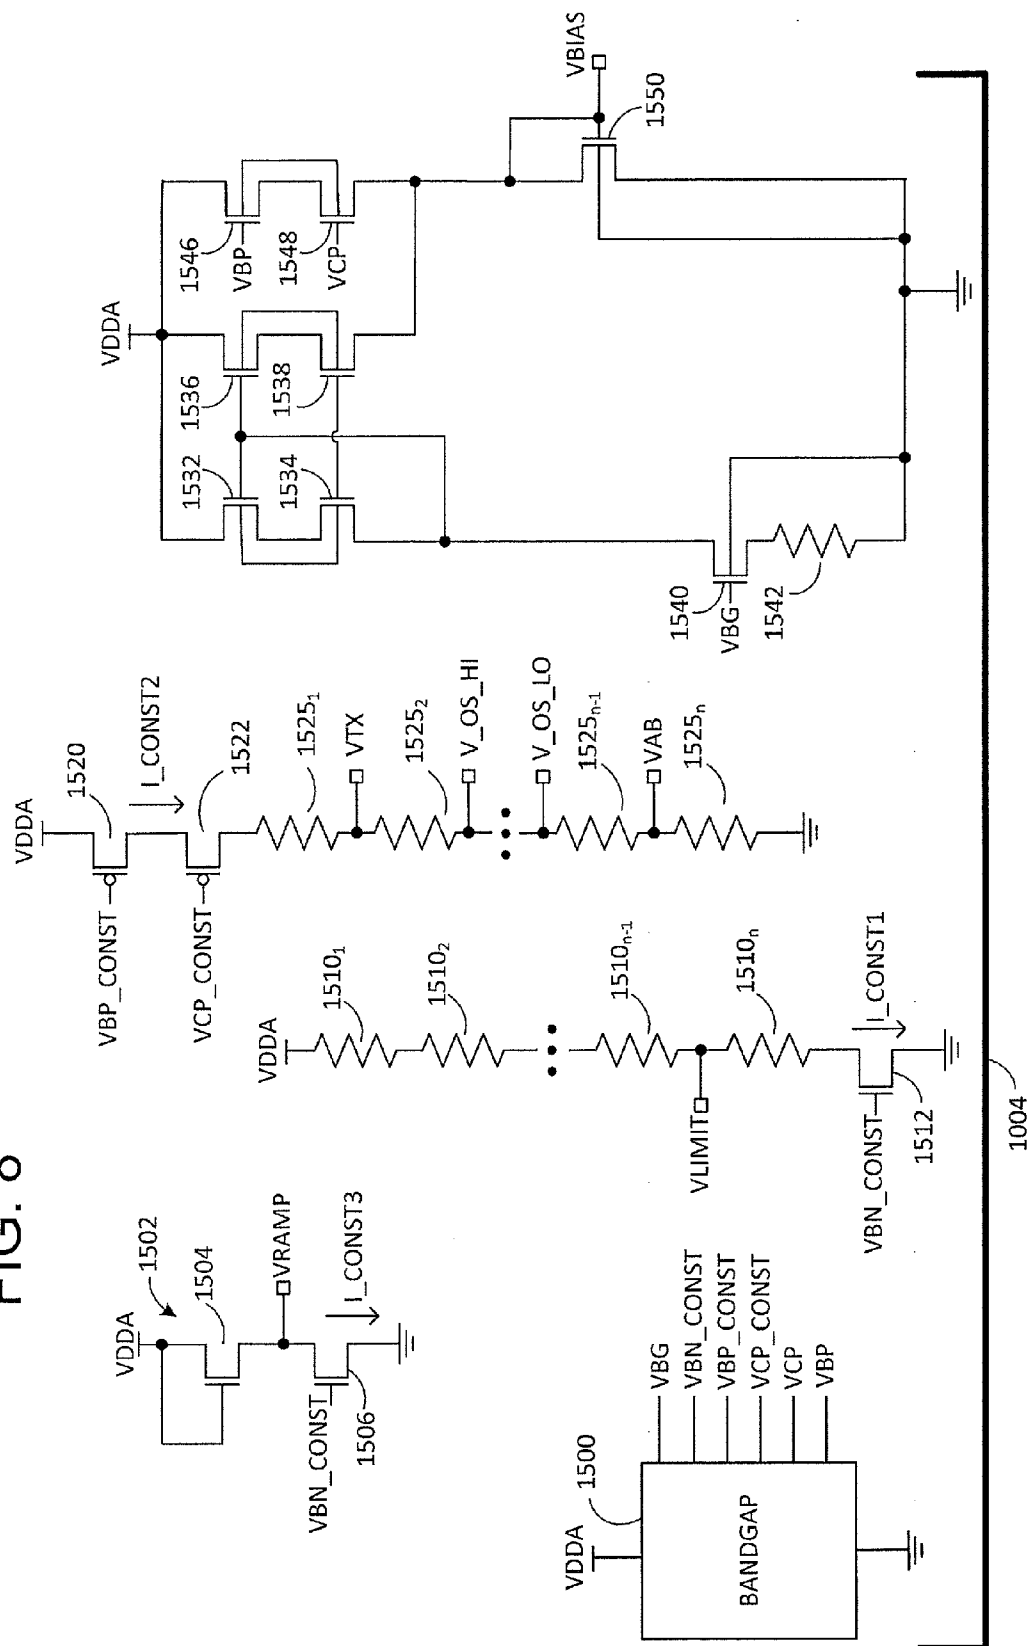 FIG. 8
VDDA
1502
1504
VRAMP
I_CONST3
VBN_CONST
1506
VDDA
1500
BANDGAP
VBG
VBN_CONST
VBP_CONST
VCP_CONST
VCP
VBP
VDDA
1510₁
1510₂
1510ₙ₋₁
VLIMIT
1510ₙ
I_CONST1
VBN_CONST
1512
VDDA
1520
VBP_CONST
I_CONST2
VCP_CONST
1522
1525₁
VTX
1525₂
V_OS_HI
V_OS_LO
1525ₙ₋₁
VAB
1525ₙ
VDDA
1532
1536
1546
VBP
1534
1538
1548
VCP
1540
VBG
1542
VBIAS
1550
1004